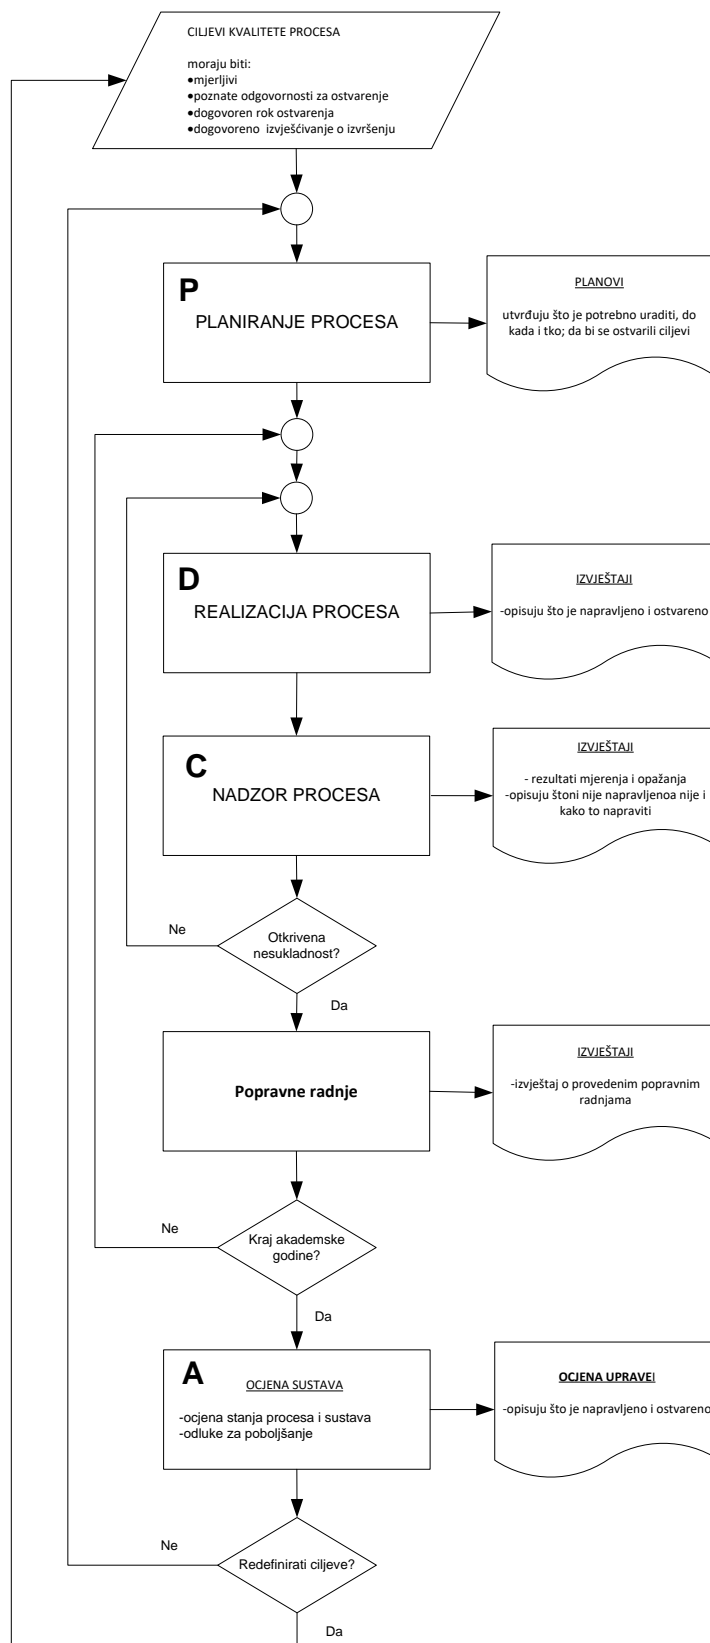 CILJEVI KVALITETE PROCESA
moraju biti:
•mjerljivi
•poznate odgovornosti za ostvarenje
•dogovoren rok ostvarenja
•dogovoreno izvješćivanje o izvršenju
P
PLANIRANJE PROCESA
PLANOVI
utvrđuju što je potrebno uraditi, do
kada i tko; da bi se ostvarili ciljevi
D
REALIZACIJA PROCESA
IZVJEŠTAJI
-opisuju što je napravljeno i ostvareno
C
NADZOR PROCESA
IZVJEŠTAJI
- rezultati mjerenja i opažanja
-opisuju štoni nije napravljenoa nije i
kako to napraviti
Ne
Otkrivena
nesukladnost?
Da
Popravne radnje
IZVJEŠTAJI
-izvještaj o provedenim popravnim
radnjama
Ne
Kraj akademske
godine?
Da
A
OCJENA SUSTAVA
-ocjena stanja procesa i sustava
-odluke za poboljšanje
OCJENA UPRAVEI
-opisuju što je napravljeno i ostvareno
Ne
Redefinirati ciljeve?
Da